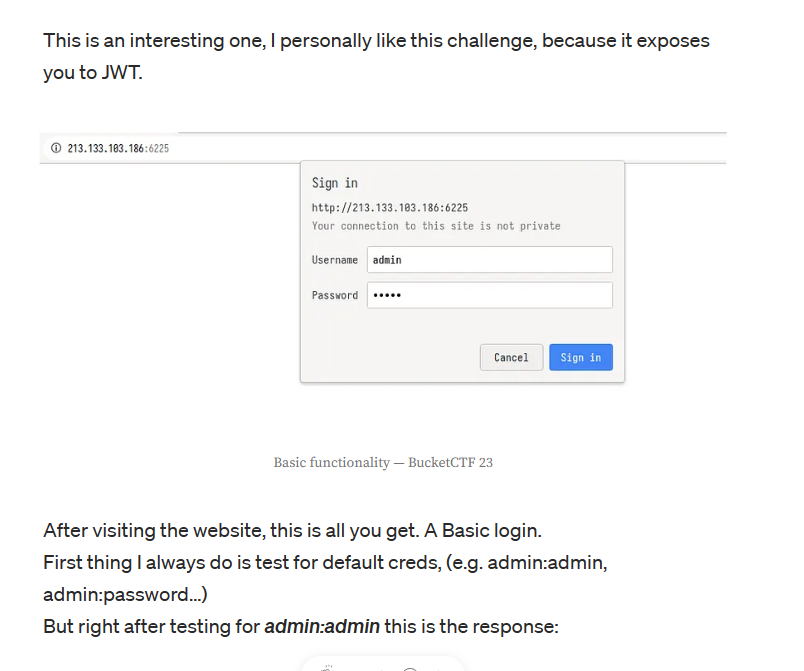 This is an interesting one, I personally like this challenge, because it exposes
you to JWT.
213.133.103.186:6225
Sign in
http://213.133.103.186:6225
Your connection to this site is not private
Username admin
Password •••••
Cancel Sign in
Basic functionality — BucketCTF 23
After visiting the website, this is all you get. A Basic login.
First thing I always do is test for default creds, (e.g. admin:admin,
admin:password...)
But right after testing for admin:admin this is the response: